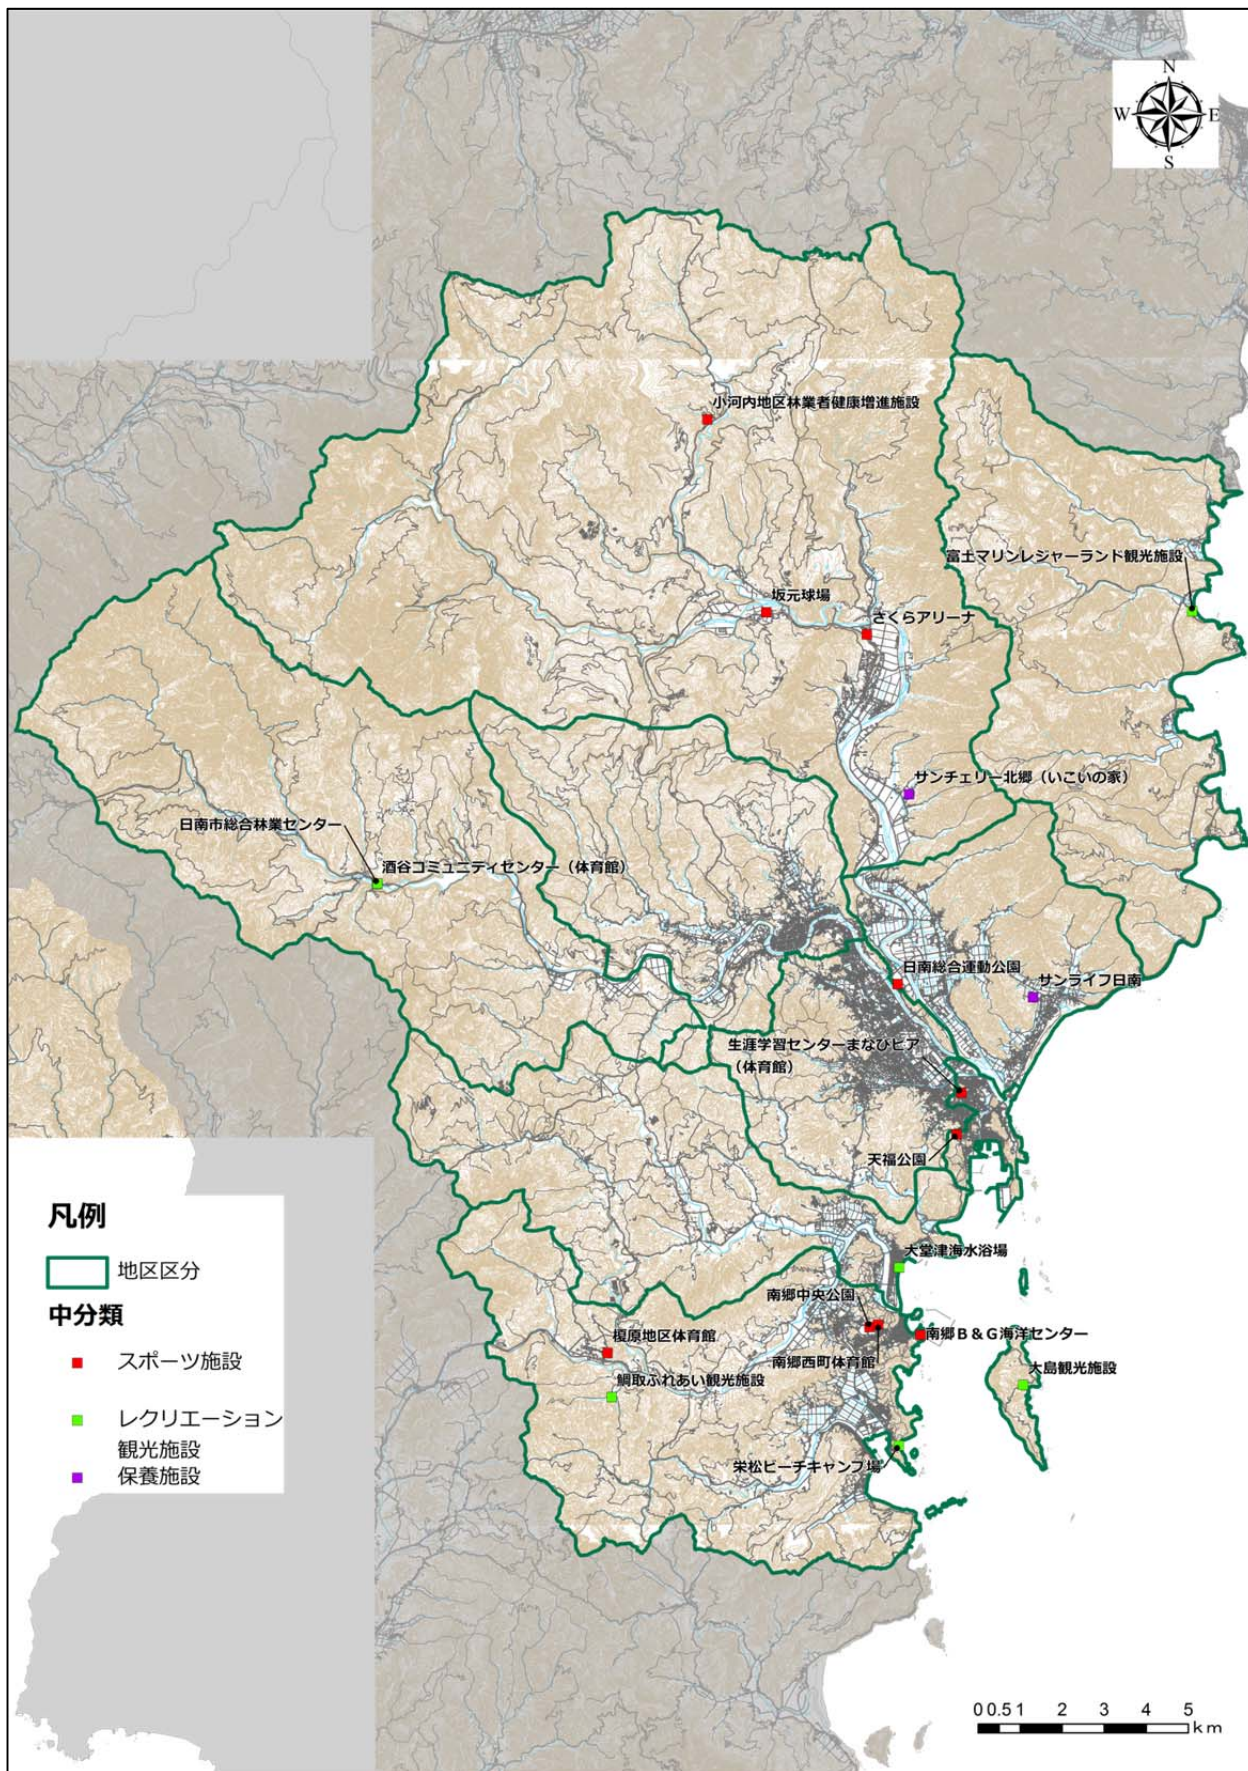 N
W E
S
小河内地区林業者健康増進施設
富土マリンレジャーランド観光施設
坂元球場
さくらアリーナ
サンチェリー北郷（いこいの家）
日南市総合林業センター
酒谷コミュニティセンター（体育館）
日南総合運動公園
サンライフ日南
生涯学習センターまなびピア
（体育館）
天福公園
大堂津海水浴場
南郷中央公園
榎原地区体育館
南郷Ｂ＆Ｇ海洋センター
南郷西町体育館
大島観光施設
鯛取ふれあい観光施設
栄松ビーチキャンプ場
凡例
地区区分
中分類
スポーツ施設
レクリエーション
観光施設
保養施設
0 0.5 1 2 3 4 5
km